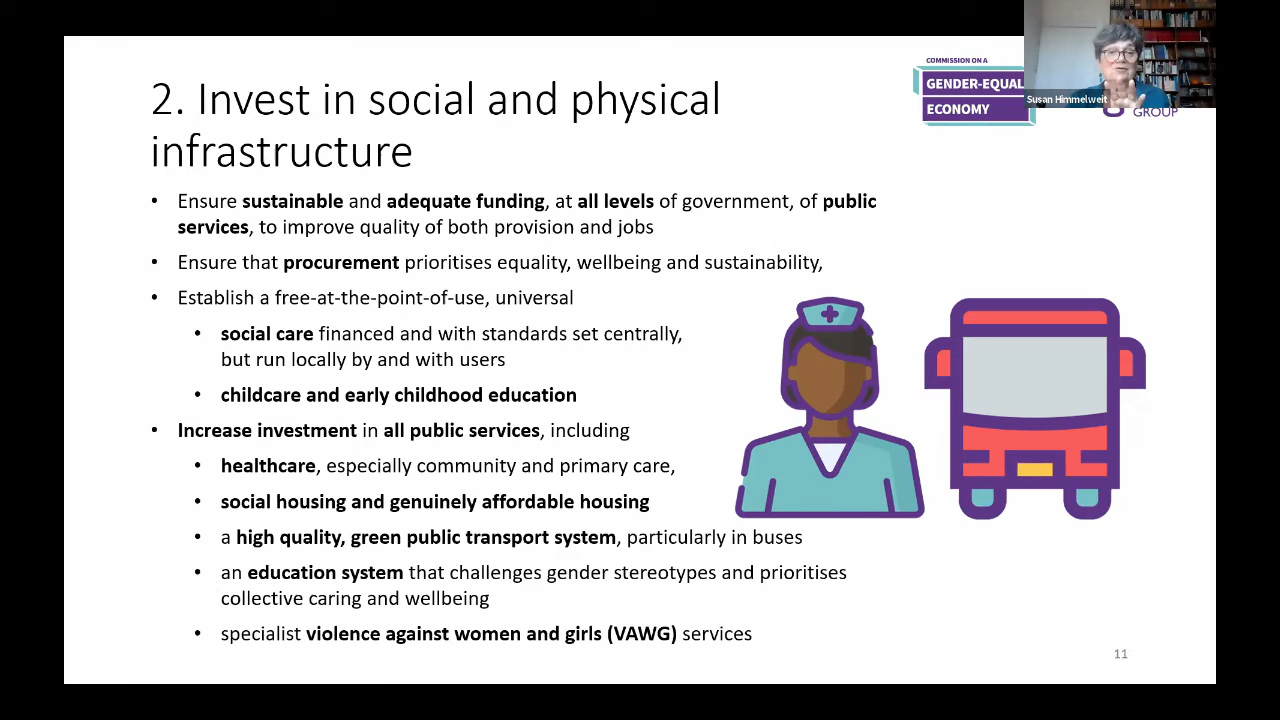 2. Invest in social and physical
infrastructure
COMMISSION ON A
GENDER-EQUAL
ECONOMY
Susan Himmelweit
GROUP
• Ensure sustainable and adequate funding, at all levels of government, of public
services, to improve quality of both provision and jobs
• Ensure that procurement prioritises equality, wellbeing and sustainability,
• Establish a free-at-the-point-of-use, universal
• social care financed and with standards set centrally,
but run locally by and with users
• childcare and early childhood education
• Increase investment in all public services, including
• healthcare, especially community and primary care,
• social housing and genuinely affordable housing
• a high quality, green public transport system, particularly in buses
• an education system that challenges gender stereotypes and prioritises
collective caring and wellbeing
• specialist violence against women and girls (VAWG) services
11